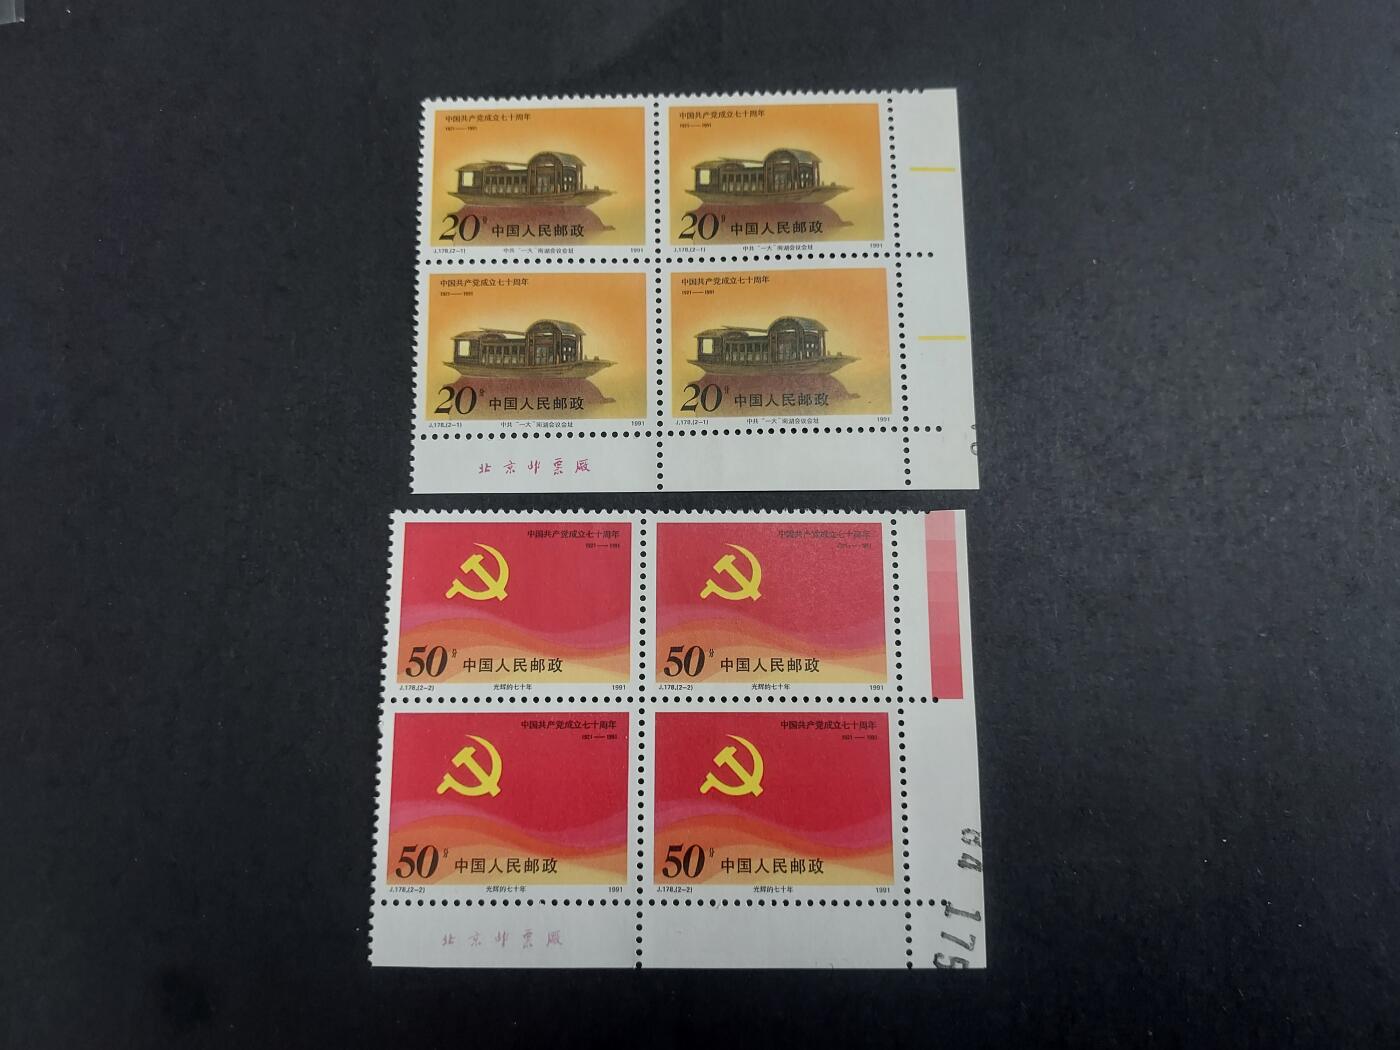 中国共产党成立七十周年
1921——1991
20分 中国人民邮政
J.178.(2-1) 中共“一大”南湖会议会址 1991
中国共产党成立七十周年
1921——1991
20分 中国人民邮政
J.178.(2-1) 中共“一大”南湖会议会址 1991
中国共产党成立七十周年
1921——1991
20分 中国人民邮政
J.178.(2-1) 中共“一大”南湖会议会址 1991
中国共产党成立七十周年
1921——1991
20分 中国人民邮政
J.178.(2-1) 中共“一大”南湖会议会址 1991
北京邮票厂
中国共产党成立七十周年
1921——1991
50分 中国人民邮政
J.178.(2-2) 光辉的七十年 1991
中国共产党成立七十周年
1921——1991
50分 中国人民邮政
J.178.(2-2) 光辉的七十年 1991
中国共产党成立七十周年
1921——1991
50分 中国人民邮政
J.178.(2-2) 光辉的七十年 1991
中国共产党成立七十周年
1921——1991
50分 中国人民邮政
J.178.(2-2) 光辉的七十年 1991
北京邮票厂
175